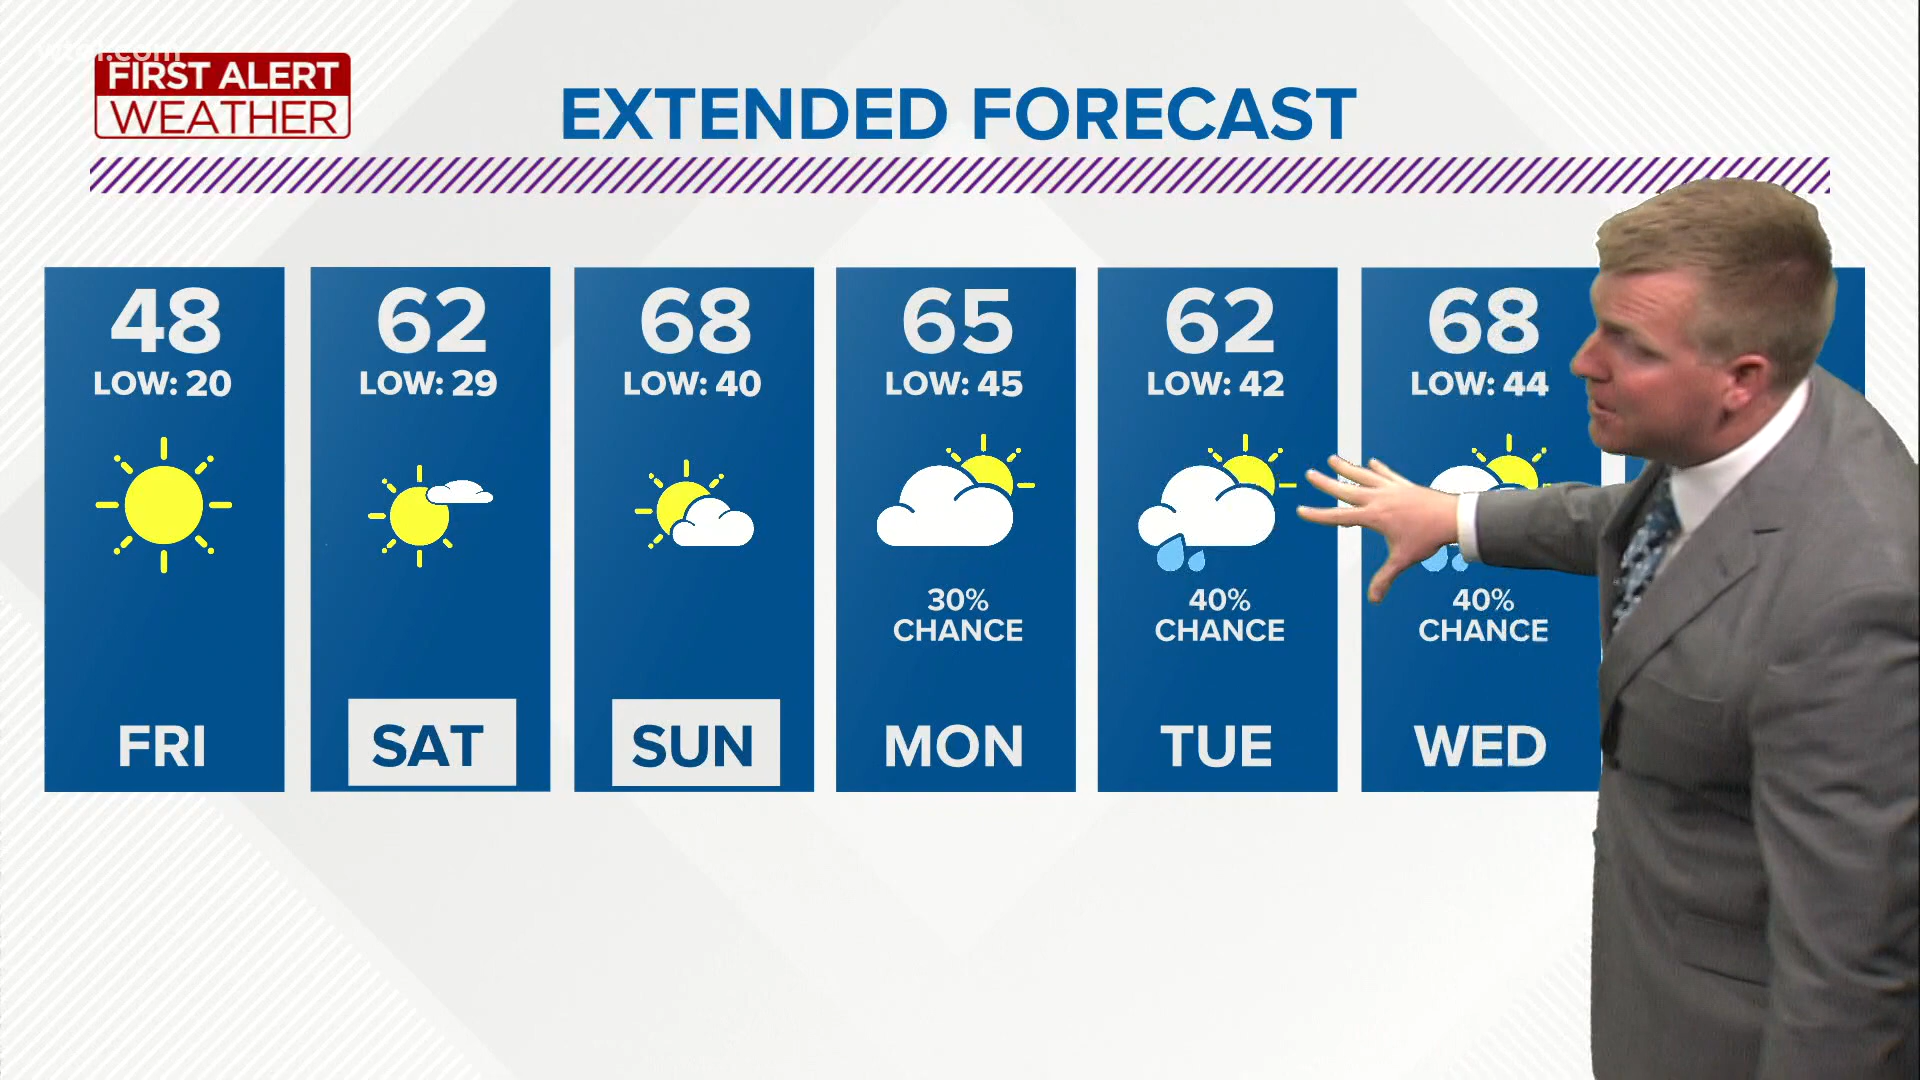 FIRST ALERT
WEATHER
EXTENDED FORECAST
48
LOW: 20
FRI
62
LOW: 29
SAT
68
LOW: 40
SUN
65
LOW: 45
30%
CHANCE
MON
62
LOW: 42
40%
CHANCE
TUE
68
LOW: 44
40%
CHANCE
WED